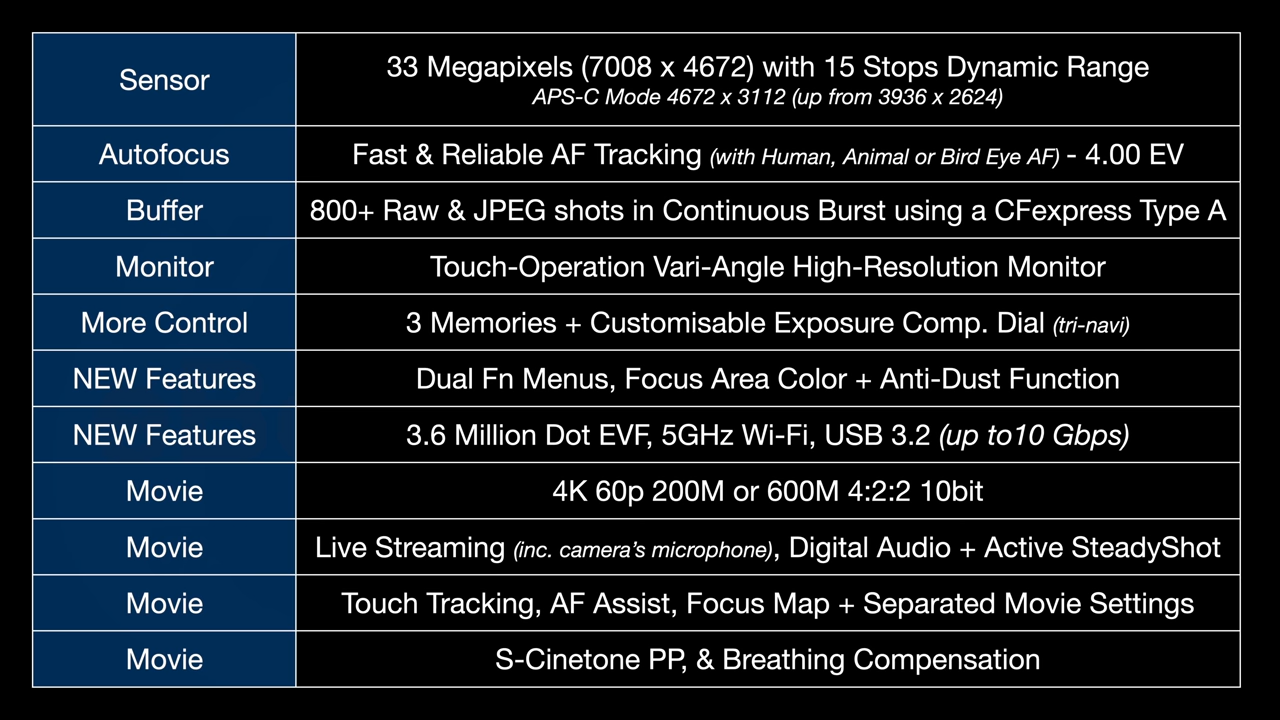 Sensor
33 Megapixels (7008 x 4672) with 15 Stops Dynamic Range
APS-C Mode 4672 x 3112 (up from 3936 x 2624)
Autofocus
Fast & Reliable AF Tracking (with Human, Animal or Bird Eye AF) - 4.00 EV
Buffer
800+ Raw & JPEG shots in Continuous Burst using a CFexpress Type A
Monitor
Touch-Operation Vari-Angle High-Resolution Monitor
More Control
3 Memories + Customisable Exposure Comp. Dial (tri-navi)
NEW Features
Dual Fn Menus, Focus Area Color + Anti-Dust Function
NEW Features
3.6 Million Dot EVF, 5GHz Wi-Fi, USB 3.2 (up to10 Gbps)
Movie
4K 60p 200M or 600M 4:2:2 10bit
Movie
Live Streaming (inc. camera's microphone), Digital Audio + Active SteadyShot
Movie
Touch Tracking, AF Assist, Focus Map + Separated Movie Settings
Movie
S-Cinetone PP, & Breathing Compensation